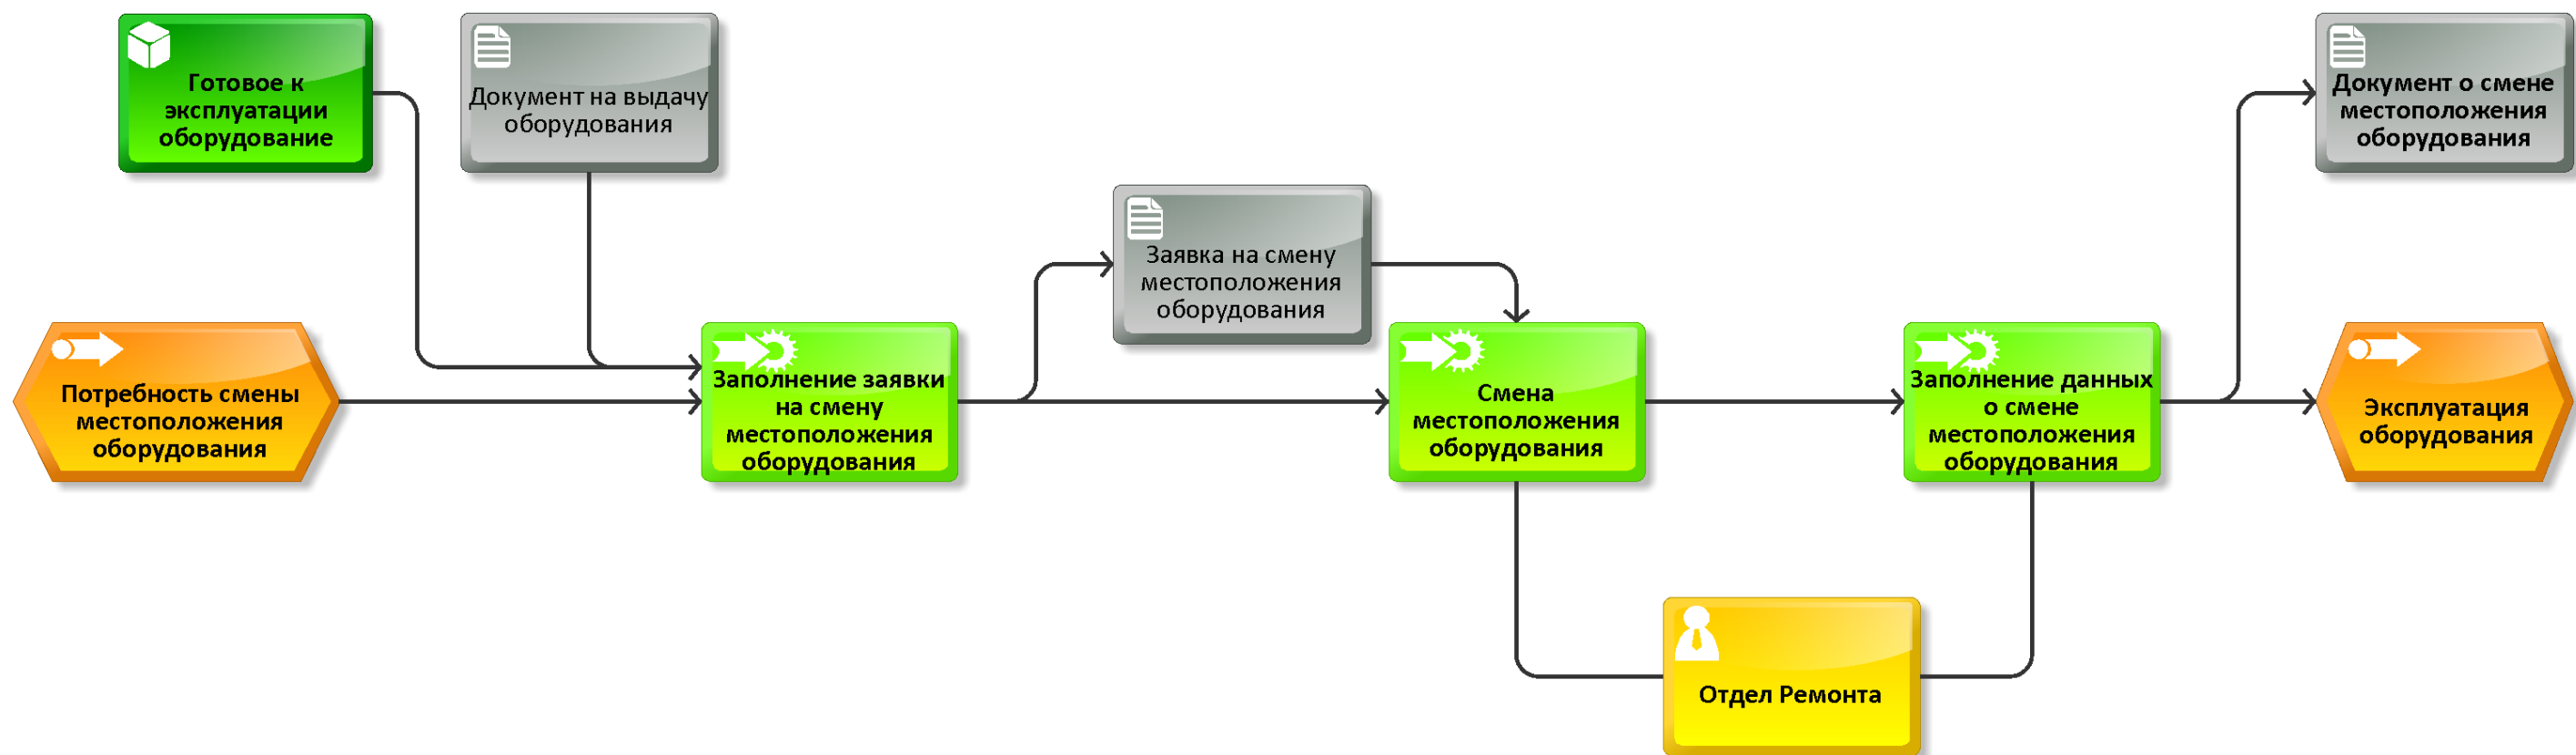 Готовое к
эксплуатации
оборудование
Документ на выдачу
оборудования
Документ о смене
местоположения
оборудования
Заявка на смену
местоположения
оборудования
Потребность смены
местоположения
оборудования
Заполнение заявки
на смену
местоположения
оборудования
Смена
местоположения
оборудования
Заполнение данных
о смене
местоположения
оборудования
Эксплуатация
оборудования
Отдел Ремонта